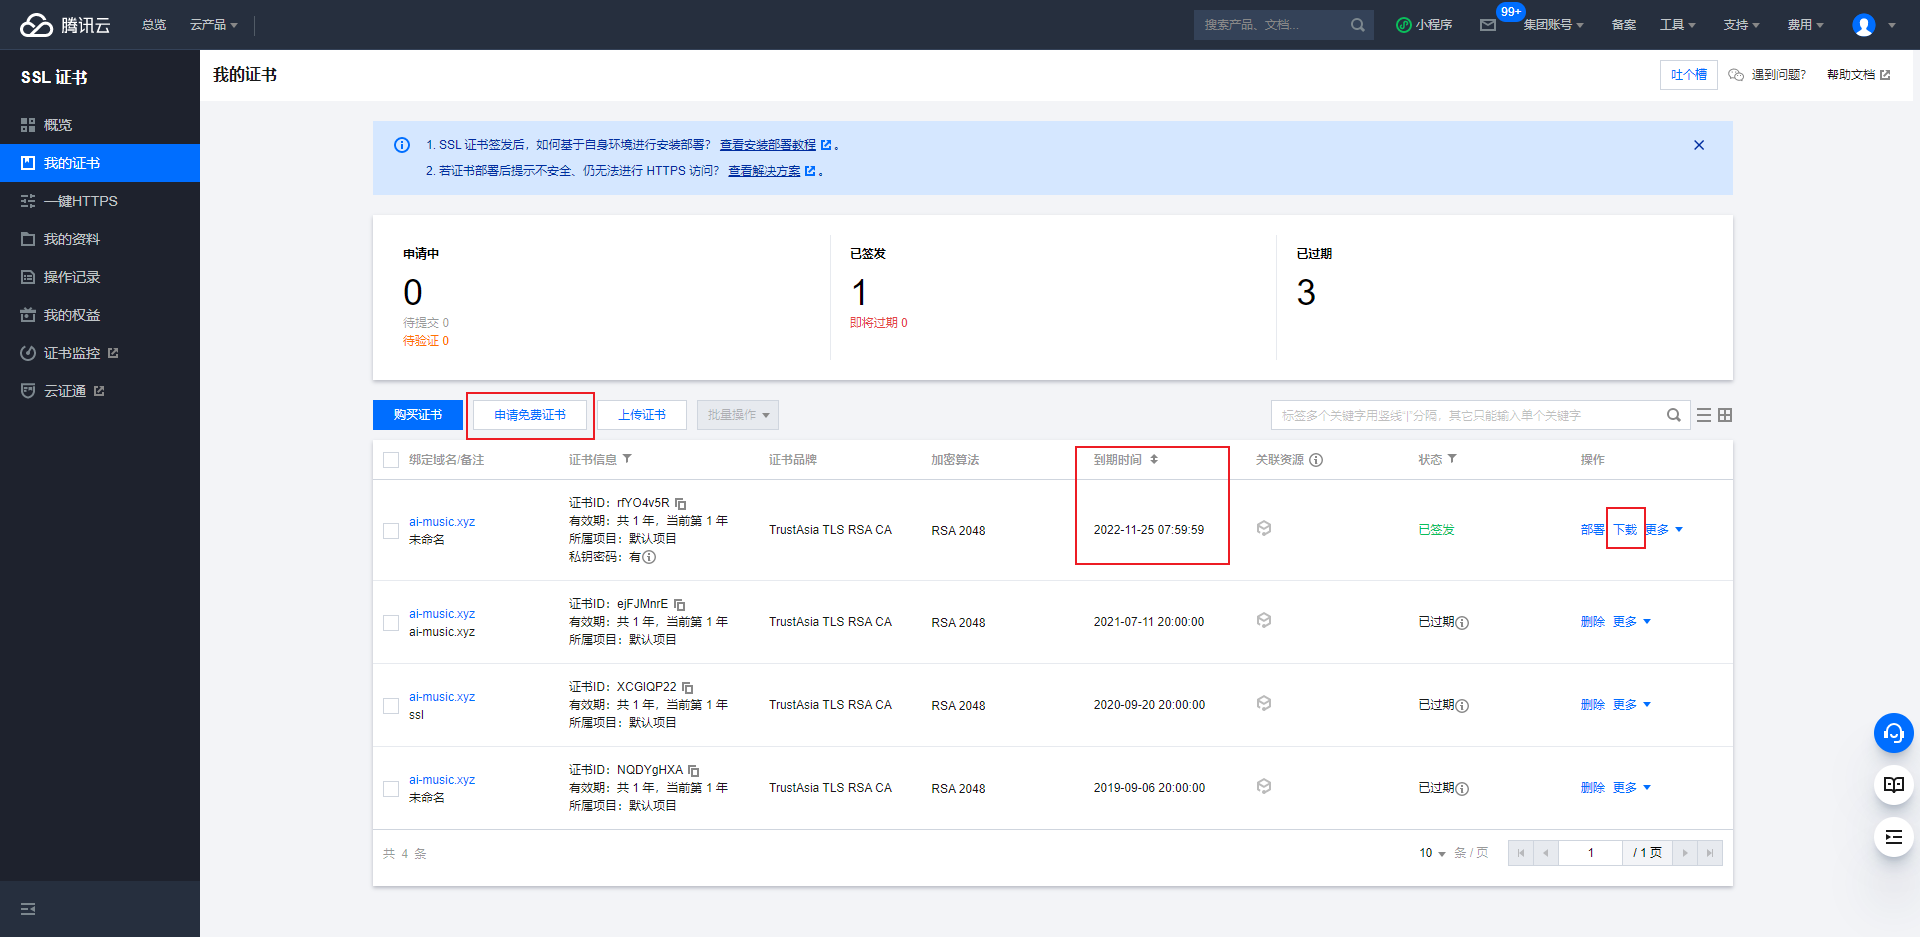 腾讯云 总览 云产品 搜索产品、文档... 小程序 99+ 集团账号 备案 工具 支持 费用
SSL 证书
概览
我的证书
一键HTTPS
我的资料
操作记录
我的权益
证书监控
云证通
我的证书 吐个槽 遇到问题? 帮助文档
1. SSL 证书签发后，如何基于自身环境进行安装部署？ 查看安装部署教程 。
2. 若证书部署后提示不安全、仍无法进行 HTTPS 访问？ 查看解决方案 。
申请中 已签发 已过期
0 1 3
待提交 0 即将过期 0
待验证 0
购买证书 申请免费证书 上传证书 批量操作 标签多个关键字用竖线"|"分隔，其它只能输入单个关键字
绑定域名/备注 证书信息 证书品牌 加密算法 到期时间 关联资源 状态 操作
ai-music.xyz
未命名
证书ID：rfYO4v5R
有效期：共 1 年，当前第 1 年
所属项目：默认项目
私钥密码：有
TrustAsia TLS RSA CA RSA 2048 2022-11-25 07:59:59 已签发 部署 下载 更多
ai-music.xyz
ai-music.xyz
证书ID：ejFJMnrE
有效期：共 1 年，当前第 1 年
所属项目：默认项目
TrustAsia TLS RSA CA RSA 2048 2021-07-11 20:00:00 已过期 删除 更多
ai-music.xyz
ssl
证书ID：XCGIQP22
有效期：共 1 年，当前第 1 年
所属项目：默认项目
TrustAsia TLS RSA CA RSA 2048 2020-09-20 20:00:00 已过期 删除 更多
ai-music.xyz
未命名
证书ID：NQDYgHXA
有效期：共 1 年，当前第 1 年
所属项目：默认项目
TrustAsia TLS RSA CA RSA 2048 2019-09-06 20:00:00 已过期 删除 更多
共 4 条 10 条 / 页 1 / 1 页